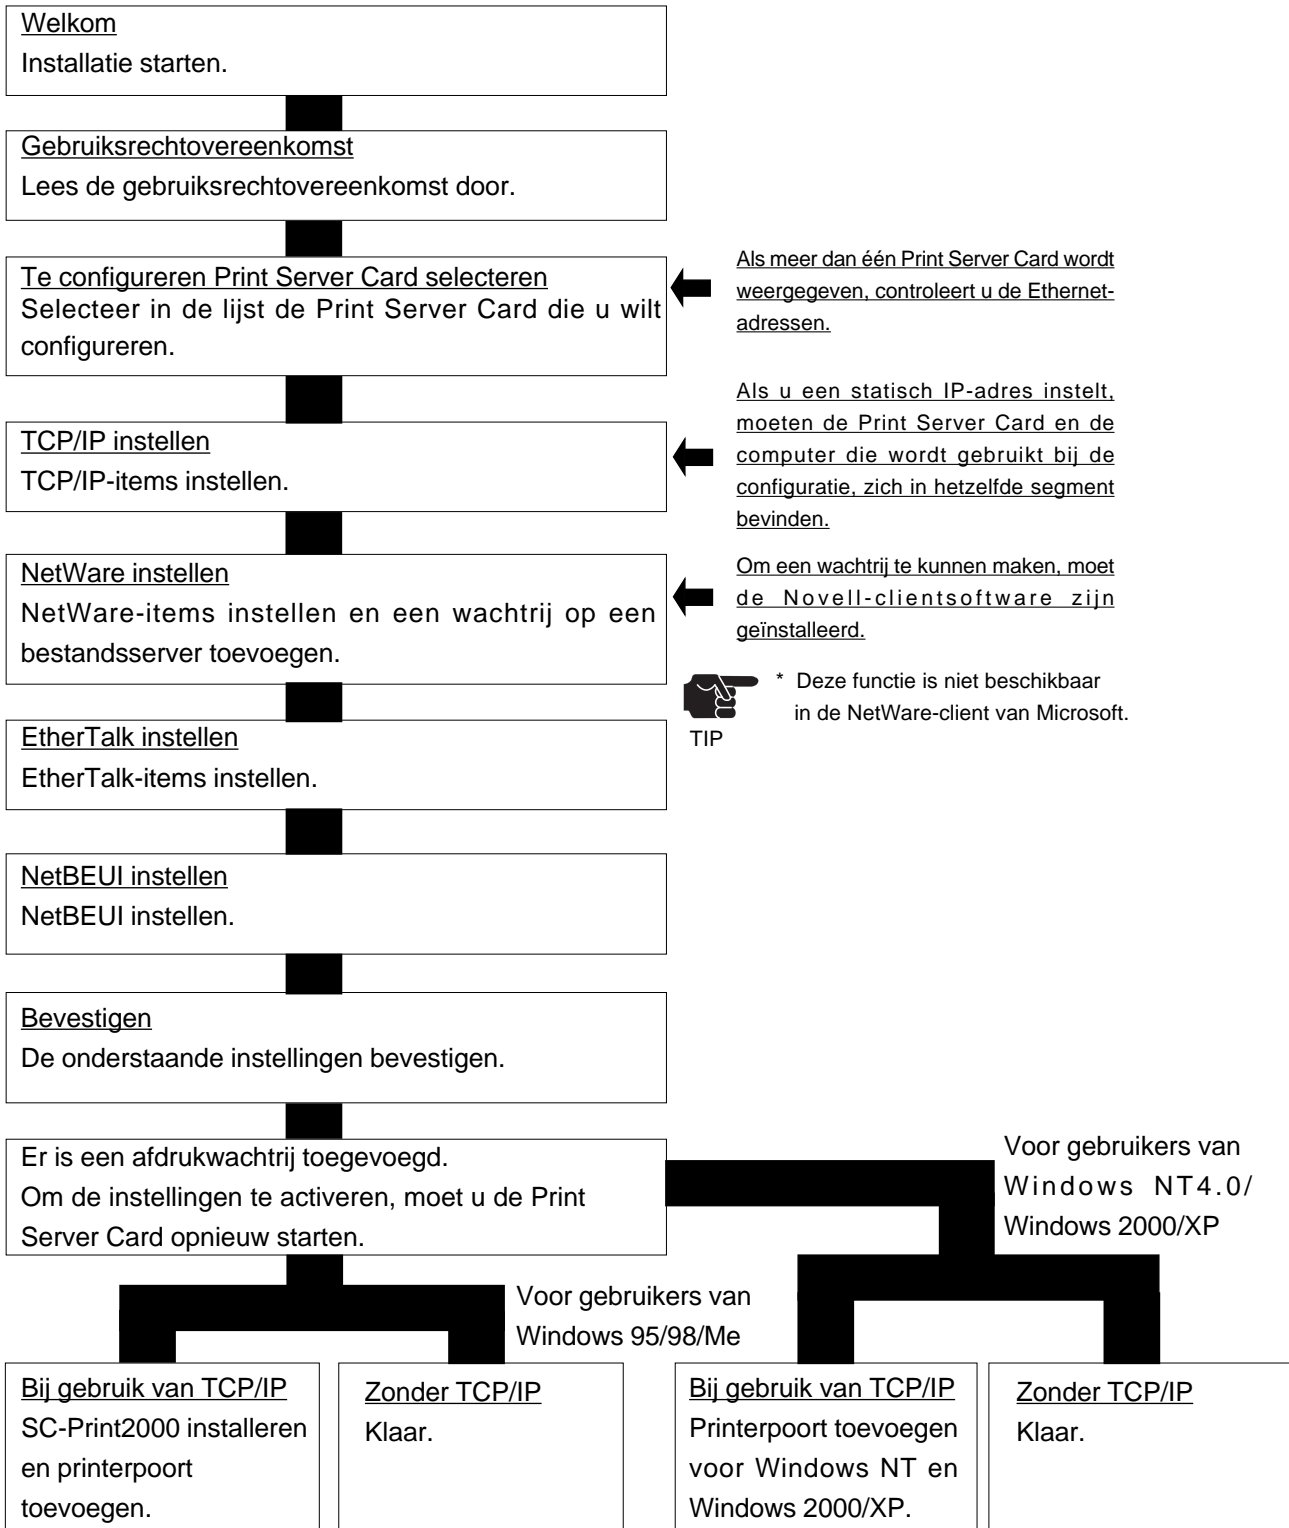 Welkom
Installatie starten.
Gebruiksrechtovereenkomst
Lees de gebruiksrechtovereenkomst door.
Te configureren Print Server Card selecteren
Selecteer in de lijst de Print Server Card die u wilt
configureren.
Als meer dan één Print Server Card wordt
weergegeven, controleert u de Ethernet-
adressen.
TCP/IP instellen
TCP/IP-items instellen.
Als u een statisch IP-adres instelt,
moeten de Print Server Card en de
computer die wordt gebruikt bij de
configuratie, zich in hetzelfde segment
bevinden.
NetWare instellen
NetWare-items instellen en een wachtrij op een
bestandsserver toevoegen.
Om een wachtrij te kunnen maken, moet
de Novell-clientsoftware zijn
geïnstalleerd.
* Deze functie is niet beschikbaar
in de NetWare-client van Microsoft.
TIP
EtherTalk instellen
EtherTalk-items instellen.
NetBEUI instellen
NetBEUI instellen.
Bevestigen
De onderstaande instellingen bevestigen.
Er is een afdrukwachtrij toegevoegd.
Om de instellingen te activeren, moet u de Print
Server Card opnieuw starten.
Voor gebruikers van
Windows NT4.0/
Windows 2000/XP
Voor gebruikers van
Windows 95/98/Me
Bij gebruik van TCP/IP
SC-Print2000 installeren
en printerpoort
toevoegen.
Zonder TCP/IP
Klaar.
Bij gebruik van TCP/IP
Printerpoort toevoegen
voor Windows NT en
Windows 2000/XP.
Zonder TCP/IP
Klaar.